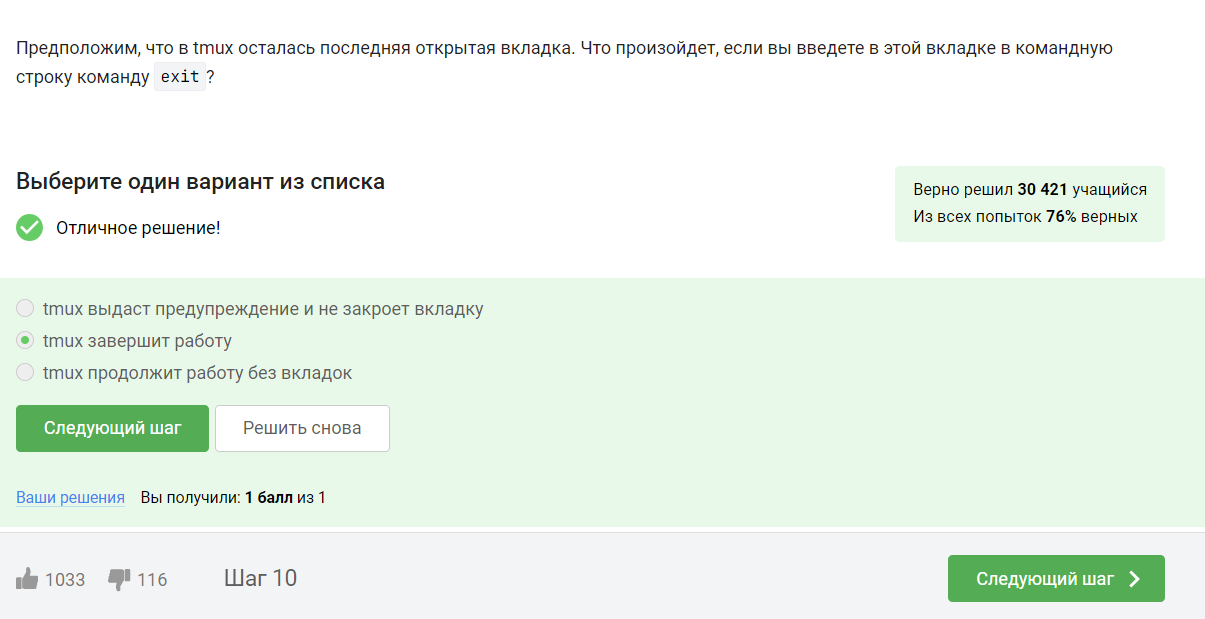 Предположим, что в tmux осталась последняя открытая вкладка. Что произойдет, если вы введете в этой вкладке в командную
строку команду exit?
Выберите один вариант из списка
Отличное решение!
Верно решил 30 421 учащийся
Из всех попыток 76% верных
tmux выдаст предупреждение и не закроет вкладку
tmux завершит работу
tmux продолжит работу без вкладок
Следующий шаг
Решить снова
Ваши решения Вы получили: 1 балл из 1
1033 116 Шаг 10 Следующий шаг